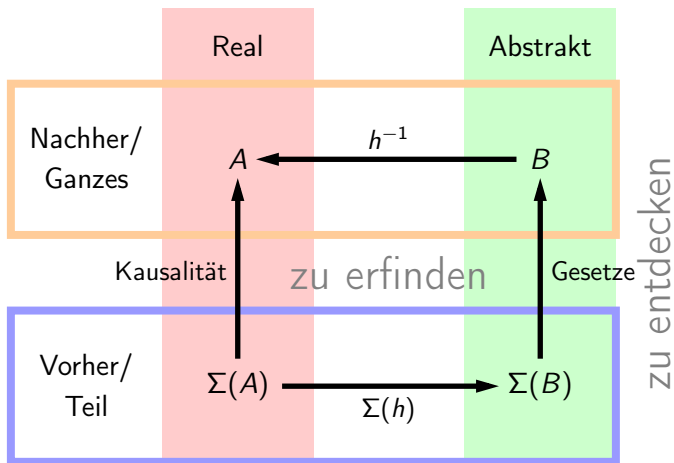 Real
Abstrakt
Nachher/
Ganzes
A
h⁻¹
B
Kausalität
zu erfinden
Gesetze
zu entdecken
Vorher/
Teil
Σ(A)
Σ(h)
Σ(B)